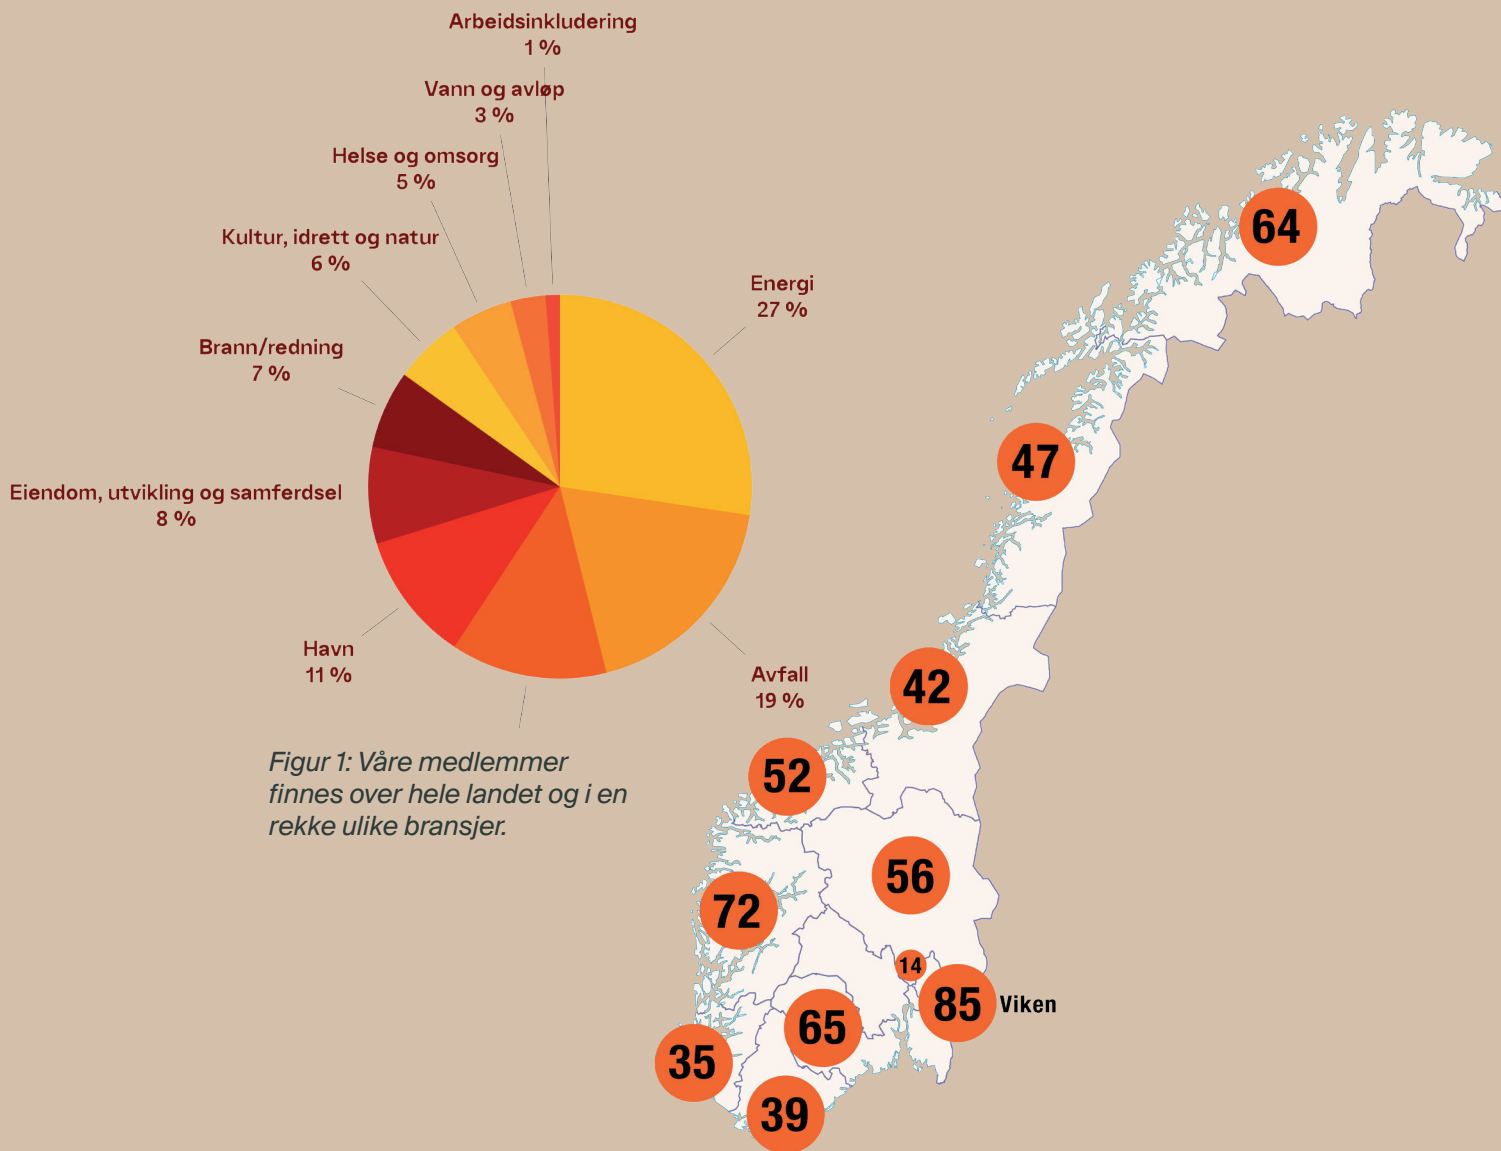 Arbeidsinkludering
1 %
Vann og avløp
3 %
Helse og omsorg
5 %
Kultur, idrett og natur
6 %
Energi
27 %
Brann/redning
7 %
Eiendom, utvikling og samferdsel
8 %
Havn
11 %
Avfall
19 %
Figur 1: Våre medlemmer
finnes over hele landet og i en
rekke ulike bransjer.
64
47
42
52
56
72
14
85 Viken
65
35
39